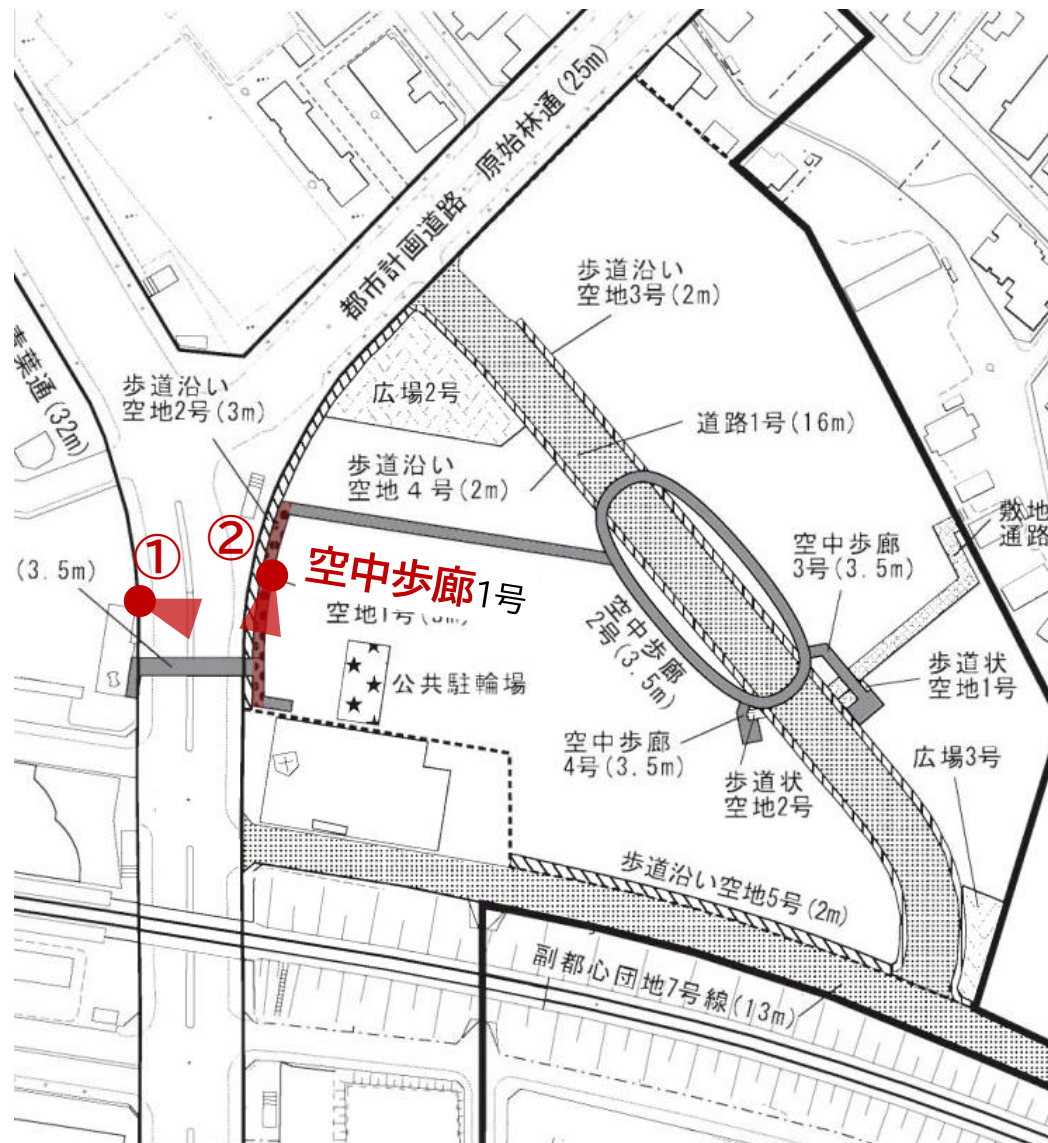 都市計画道路 原始林通(25m)
歩道沿い
空地3号(2m)
青葉通(32m)
歩道沿い
空地2号(3m)
広場2号
道路1号(16m)
歩道沿い
空地4号(2m)
敷地
通路
①
②
空中歩廊1号
(3.5m)
空中歩廊
3号(3.5m)
空地1号
空中歩廊
2号(3.5m)
公共駐輪場
歩道状
空地1号
空中歩廊
4号(3.5m)
歩道状
空地2号
広場3号
歩道沿い空地5号(2m)
副都心団地7号線(13m)